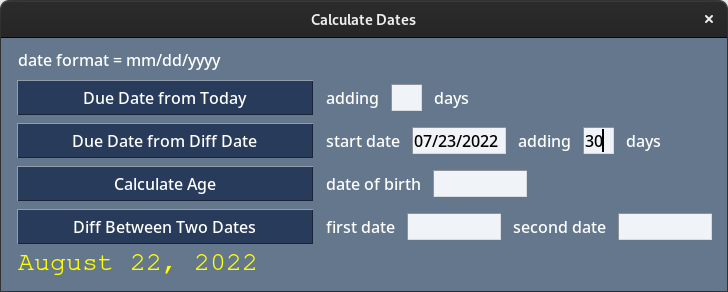 Calculate Dates ×
date format = mm/dd/yyyy
Due Date from Today adding days
Due Date from Diff Date start date 07/23/2022 adding 30 days
Calculate Age date of birth
Diff Between Two Dates first date second date
August 22, 2022